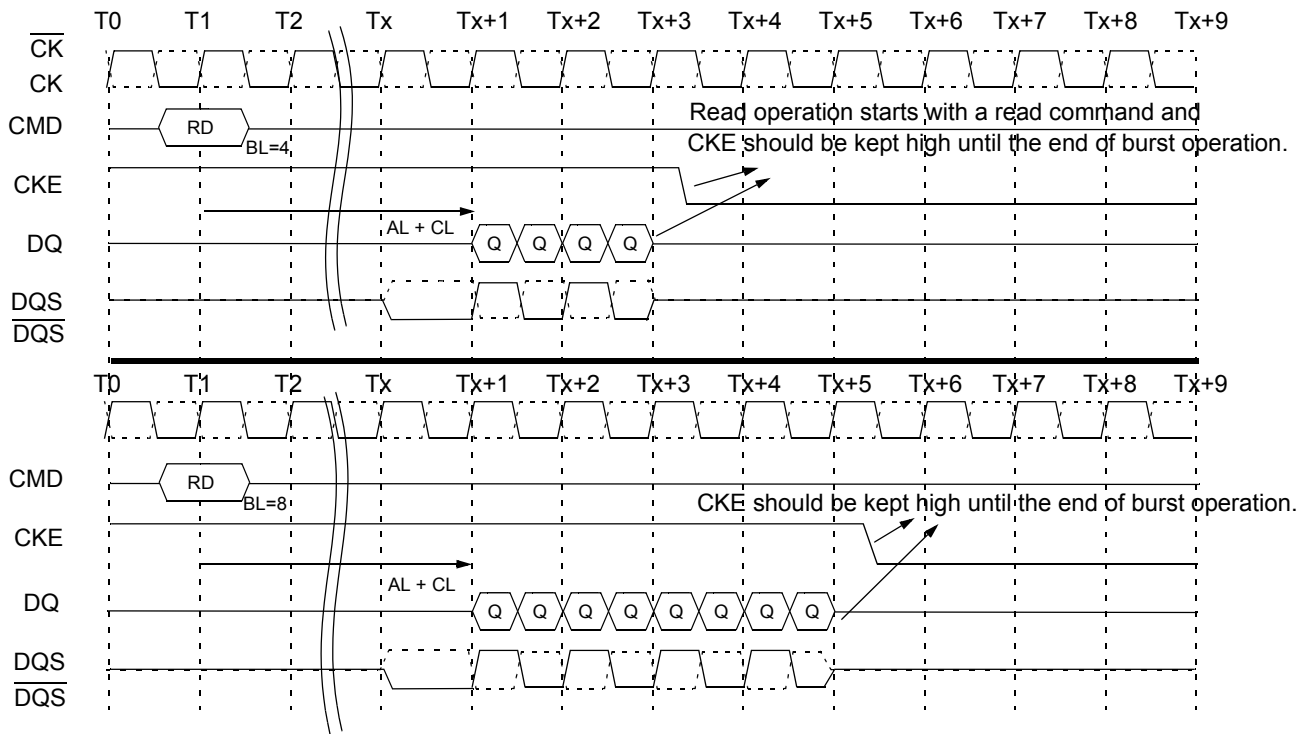 T0 T1 T2 Tx Tx+1 Tx+2 Tx+3 Tx+4 Tx+5 Tx+6 Tx+7 Tx+8 Tx+9
CK
CK
CMD RD BL=4
Read operation starts with a read command and
CKE should be kept high until the end of burst operation.
CKE
AL + CL
DQ Q Q Q Q
DQS
DQS
T0 T1 T2 Tx Tx+1 Tx+2 Tx+3 Tx+4 Tx+5 Tx+6 Tx+7 Tx+8 Tx+9
CMD RD BL=8
CKE should be kept high until the end of burst operation.
CKE
AL + CL
DQ Q Q Q Q Q Q Q Q
DQS
DQS